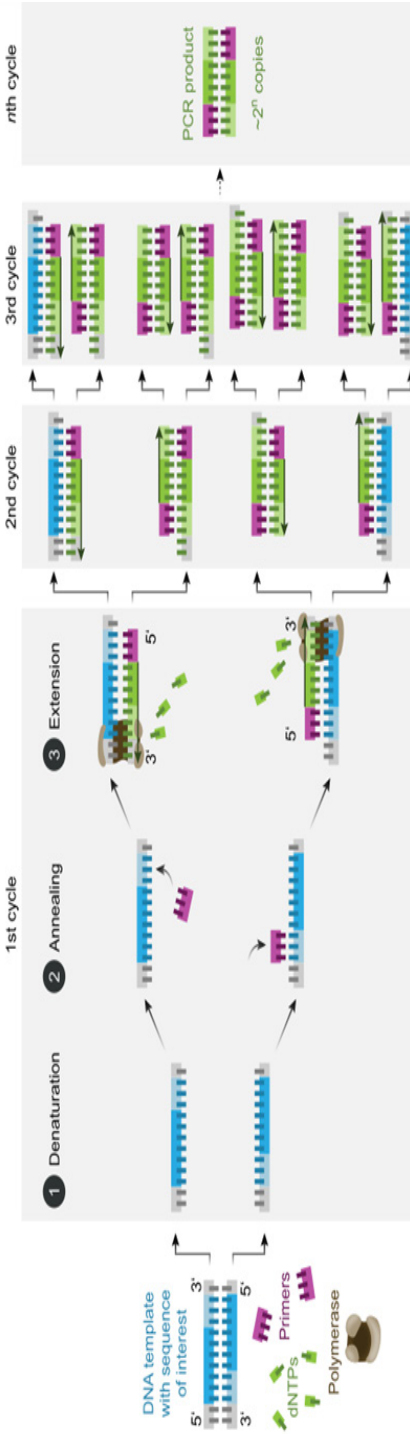 1st cycle
2nd cycle
3rd cycle
nth cycle
1 Denaturation
2 Annealing
3 Extension
DNA template
with sequence
of interest
5‘
3‘
3‘
5‘
Primers
dNTPs
Polymerase
3‘
5‘
5‘
3‘
PCR product
~2ⁿ copies